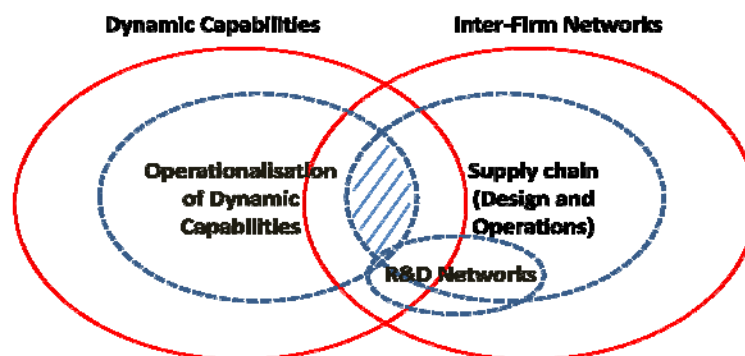 Dynamic Capabilities
Inter-Firm Networks
Operationalisation
of Dynamic
Capabilities
Supply chain
(Design and
Operations)
R&D Networks